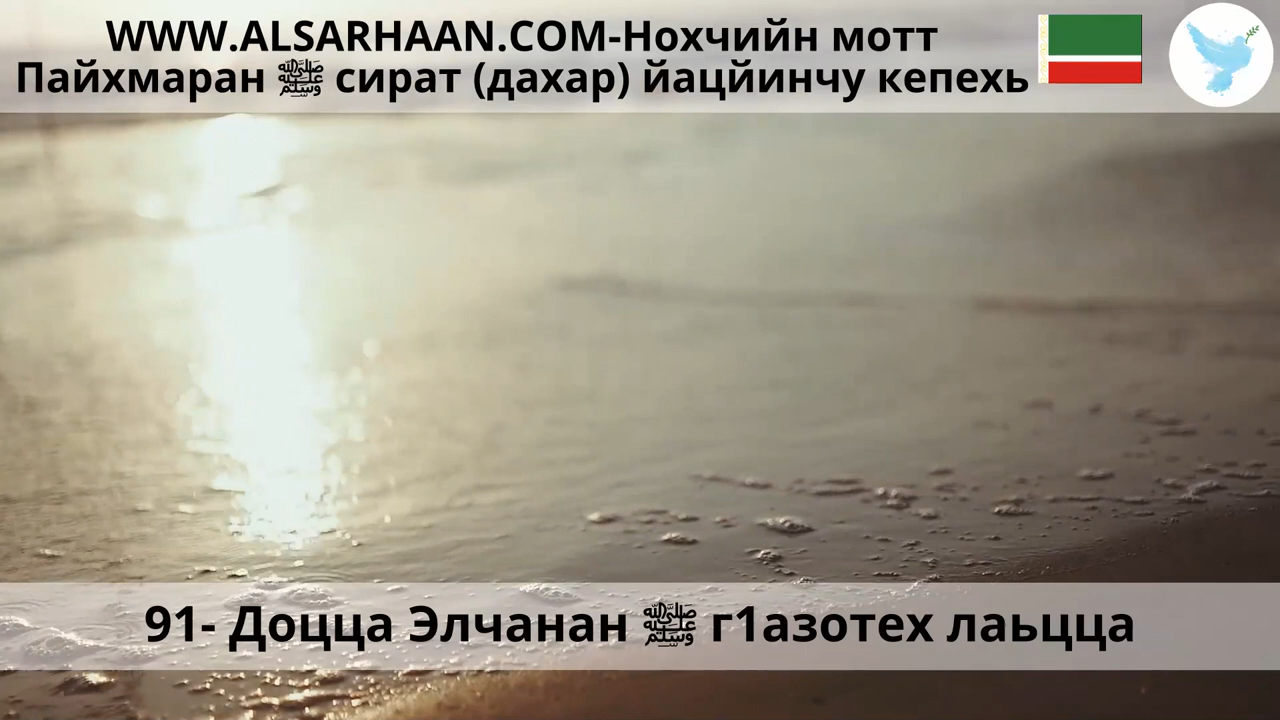 WWW.ALSARHAAN.COM-Нохчийн мотт
Пайхмаран ﷺ сират (дахар) йацйинчу кепехь
91- Доцца Элчанан ﷺ г1азотех лаьцца